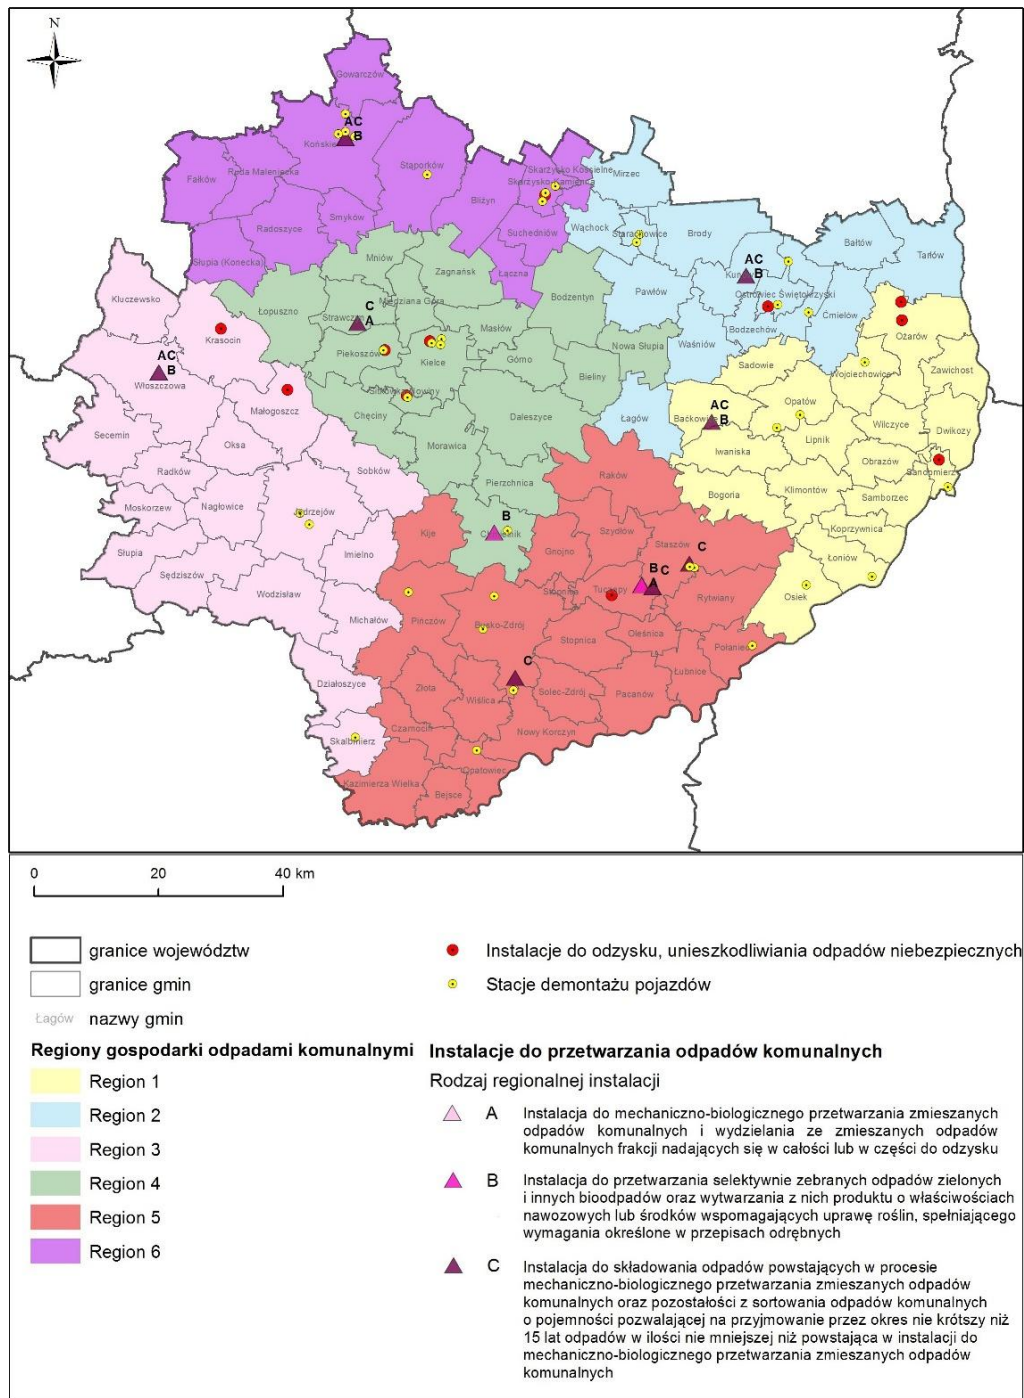 N
Gowarczów
AC
B
Końskie
Ruda Maleniecka
Fałków
Stąporków
Skarżysko Kościelne
Skarżysko-Kamienna
Mirzec
Bliżyn
Smyków
Radoszyce
Suchedniów
Wąchock
Starachowice
Brody
Bałtów
Tarłów
Słupia (Konecka)
Mniów
Zagnańsk
Łączna
AC
B
Kluczewsko
Łopuszno
Miedziana Góra
Bodzentyn
Pawłów
Ostrowiec Świętokrzyski
Ćmielów
C
A
Strawczyn
Masłów
Bodzechów
Krasocin
Piekoszów
Kielce
Górno
Nowa Słupia
Waśniów
Ożarów
AC
B
Włoszczowa
Bieliny
Sadowie
Wojciechowice
Zawichost
Małogoszcz
Sitkówka-Nowiny
Chęciny
Daleszyce
Łagów
AC
B
Baćkowice
Opatów
Secemin
Oksa
Morawica
Iwaniska
Lipnik
Wilczyce
Dwikozy
Radków
Sobków
Pierzchnica
Raków
Obrazów
Sandomierz
Moskorzew
Nagłowice
Jędrzejów
B
Bogoria
Klimontów
Samborzec
Słupia
Imielno
Kije
Szydłów
Staszów
C
Koprzywnica
Sędziszów
Gnojno
B C
A
Łoniów
Wodzisław
Tuczępy
Rytwiany
Osiek
Michałów
Pińczów
Busko-Zdrój
Stopnica
Oleśnica
Połaniec
Działoszyce
Złota
Wiślica
C
Solec-Zdrój
Pacanów
Łubnice
Skalbmierz
Czarnocin
Nowy Korczyn
Kazimierza Wielka
Opatowiec
Bejsce
0 20 40 km
granice województw
granice gmin
Łagów nazwy gmin
Regiony gospodarki odpadami komunalnymi
Region 1
Region 2
Region 3
Region 4
Region 5
Region 6
Instalacje do odzysku, unieszkodliwiania odpadów niebezpiecznych
Stacje demontażu pojazdów
Instalacje do przetwarzania odpadów komunalnych
Rodzaj regionalnej instalacji
A Instalacja do mechaniczno-biologicznego przetwarzania zmieszanych
odpadów komunalnych i wydzielania ze zmieszanych odpadów
komunalnych frakcji nadających się w całości lub w części do odzysku
B Instalacja do przetwarzania selektywnie zebranych odpadów zielonych
i innych bioodpadów oraz wytwarzania z nich produktu o właściwościach
nawozowych lub środków wspomagających uprawę roślin, spełniającego
wymagania określone w przepisach odrębnych
C Instalacja do składowania odpadów powstających w procesie
mechaniczno-biologicznego przetwarzania zmieszanych odpadów
komunalnych oraz pozostałości z sortowania odpadów komunalnych
o pojemności pozwalającej na przyjmowanie przez okres nie krótszy niż
15 lat odpadów w ilości nie mniejszej niż powstająca w instalacji do
mechaniczno-biologicznego przetwarzania zmieszanych odpadów
komunalnych